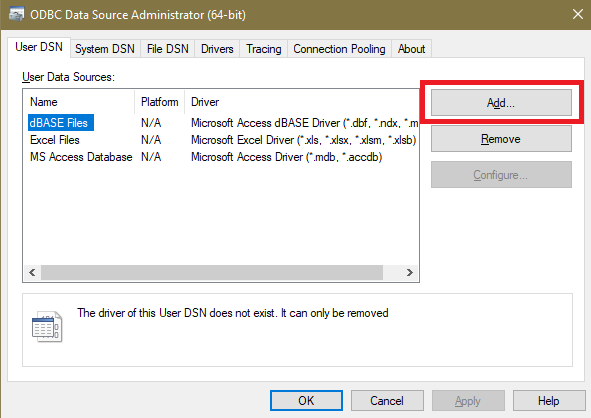 ODBC Data Source Administrator (64-bit)
User DSN System DSN File DSN Drivers Tracing Connection Pooling About
User Data Sources:
Name Platform Driver
dBASE Files N/A Microsoft Access dBASE Driver (*.dbf, *.ndx, *.m
Excel Files N/A Microsoft Excel Driver (*.xls, *.xlsx, *.xlsm, *.xlsb)
MS Access Database N/A Microsoft Access Driver (*.mdb, *.accdb)
Add...
Remove
Configure...
The driver of this User DSN does not exist. It can only be removed
OK Cancel Apply Help